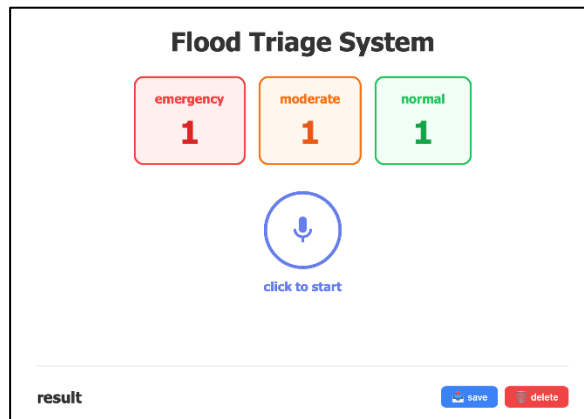 Flood Triage System
emergency moderate normal
1 1 1
click to start
result save delete